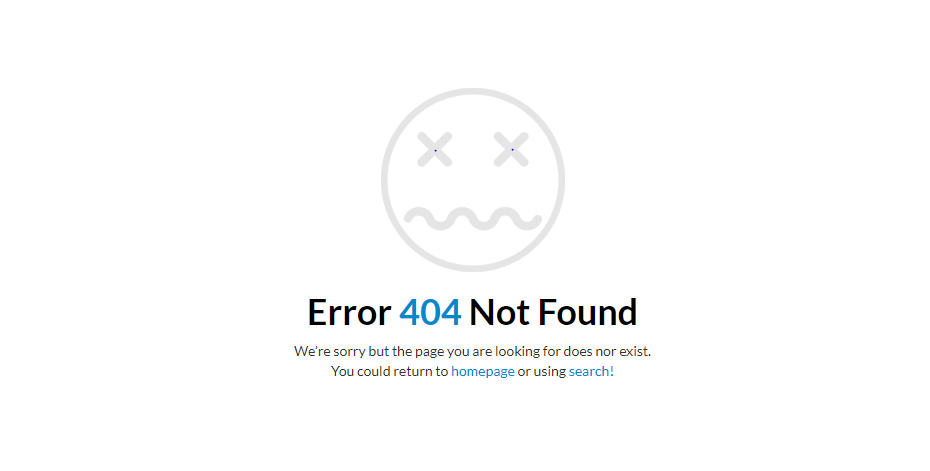 Error 404 Not Found
We're sorry but the page you are looking for does nor exist.
You could return to homepage or using search!